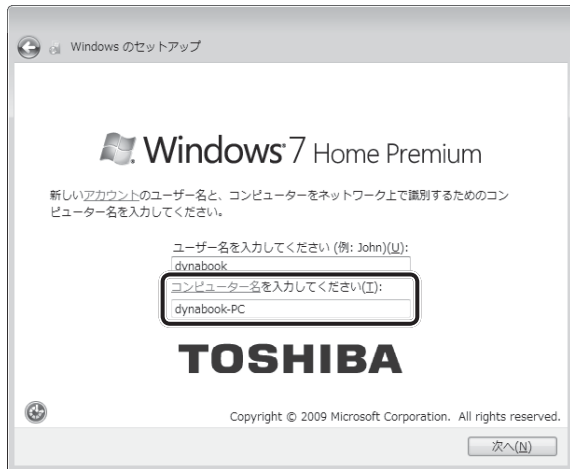 Windows のセットアップ
Windows 7 Home Premium
新しいアカウントのユーザー名と、コンピューターをネットワーク上で識別するためのコン
ピューター名を入力してください。
ユーザー名を入力してください (例: John)(U):
dynabook
コンピューター名を入力してください(T):
dynabook-PC
TOSHIBA
Copyright © 2009 Microsoft Corporation. All rights reserved.
次へ(N)